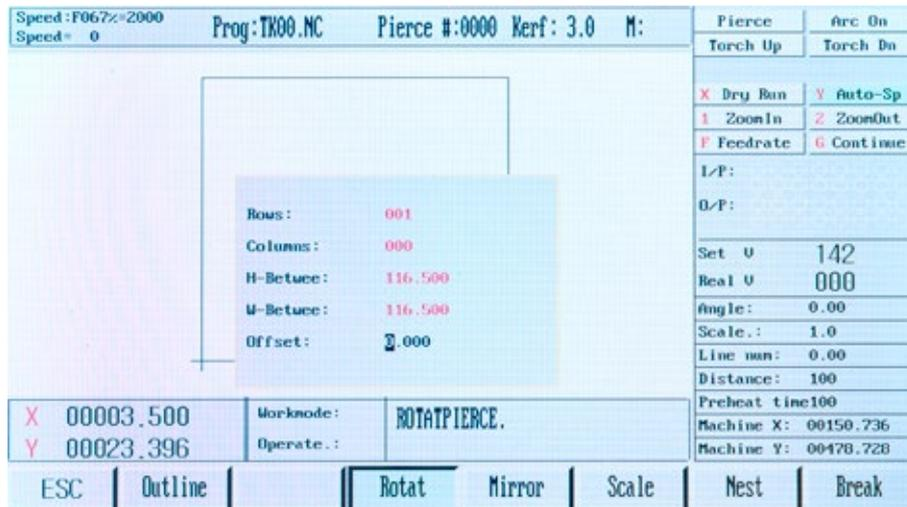 Speed:F067%=2000
Speed= 0
Prog:TK00.NC Pierce #:0000 Kerf: 3.0 M:
Pierce Arc On
Torch Up Torch Dn
X Dry Run Y Auto-Sp
1 ZoomIn 2 ZoomOut
F Feedrate G Continue
I/P:
O/P:
Rows: 001
Columns: 000
H-Betwee: 116.500
W-Betwee: 116.500
Offset: 0.000
Set V 142
Real V 000
Angle: 0.00
Scale.: 1.0
Line num: 0.00
Distance: 100
Preheat time100
Machine X: 00150.736
Machine Y: 00478.728
X 00003.500
Y 00023.396
Workmode: ROTATPIERCE.
Operate.:
ESC Outline Rotat Mirror Scale Nest Break